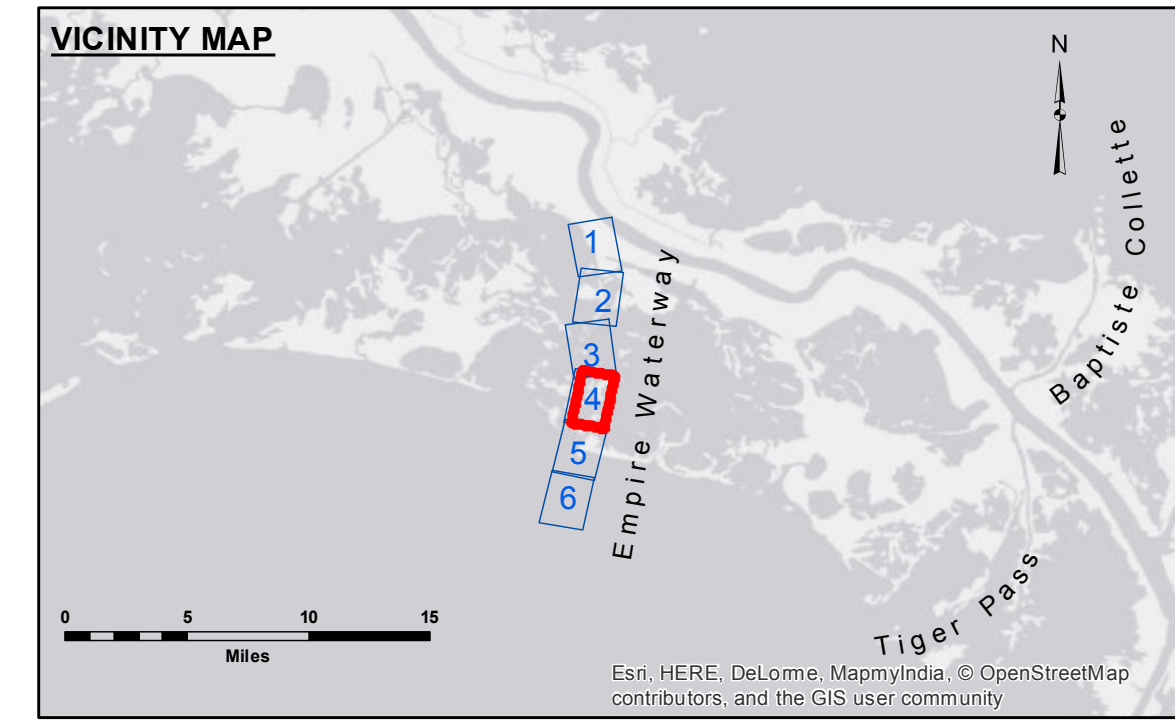 VICINITY MAP
N
Baptiste Collette
1
2
3
4
5
6
Empire Waterway
Tiger Pass
0 5 10 15
Miles
Esri, HERE, DeLorme, MapmyIndia, © OpenStreetMap
contributors, and the GIS user community